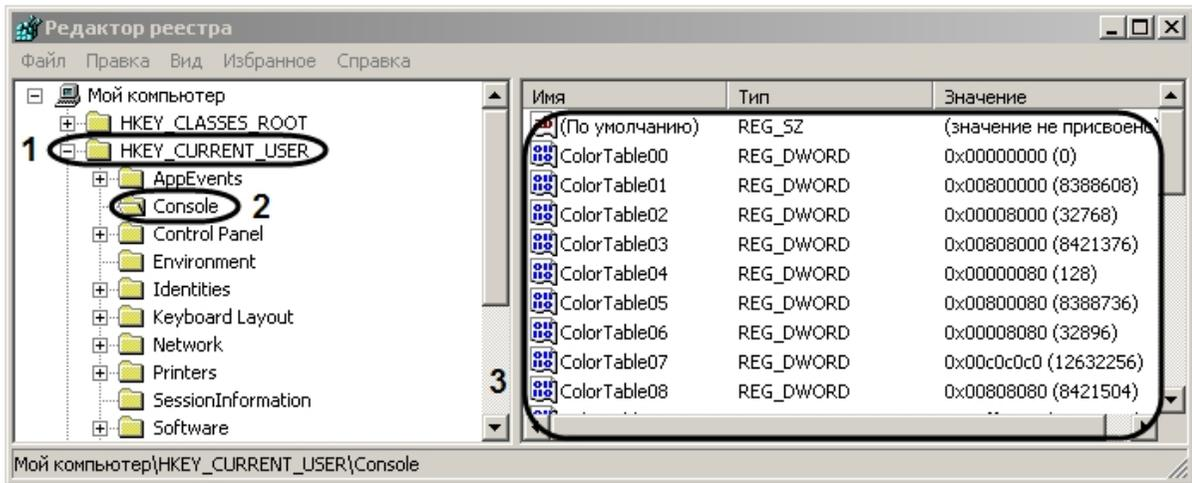 Редактор реестра
Файл Правка Вид Избранное Справка
Мой компьютер
HKEY_CLASSES_ROOT
1 HKEY_CURRENT_USER
AppEvents
Console 2
Control Panel
Environment
Identities
Keyboard Layout
Network
Printers
SessionInformation
Software
3
Имя Тип Значение
(По умолчанию) REG_SZ (значение не присвоено)
ColorTable00 REG_DWORD 0x00000000 (0)
ColorTable01 REG_DWORD 0x00800000 (8388608)
ColorTable02 REG_DWORD 0x00008000 (32768)
ColorTable03 REG_DWORD 0x00808000 (8421376)
ColorTable04 REG_DWORD 0x00000080 (128)
ColorTable05 REG_DWORD 0x00800080 (8388736)
ColorTable06 REG_DWORD 0x00008080 (32896)
ColorTable07 REG_DWORD 0x00c0c0c0 (12632256)
ColorTable08 REG_DWORD 0x00808080 (8421504)
Мой компьютер\HKEY_CURRENT_USER\Console